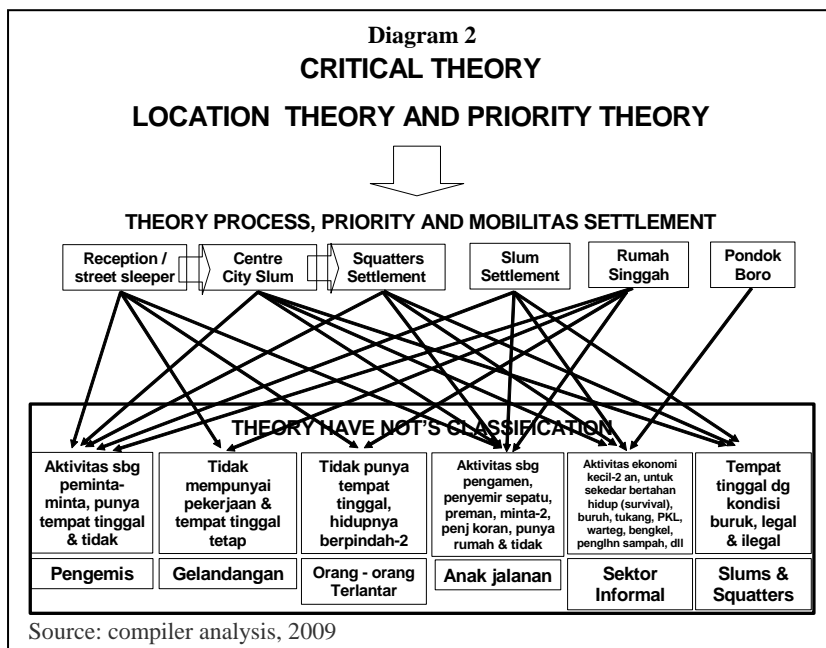 Diagram 2
CRITICAL THEORY
LOCATION THEORY AND PRIORITY THEORY
THEORY PROCESS, PRIORITY AND MOBILITAS SETTLEMENT
Reception /
street sleeper
Centre
City Slum
Squatters
Settlement
Slum
Settlement
Rumah
Singgah
Pondok
Boro
THEORY HAVE NOT'S CLASSIFICATION
Aktivitas sbg
peminta-
minta, punya
tempat tinggal
& tidak
Tidak
mempunyai
pekerjaan &
tempat tinggal
tetap
Tidak punya
tempat
tinggal,
hidupnya
berpindah-2
Aktivitas sbg
pengamen,
penyemir sepatu,
preman, minta-2,
penj koran, punya
rumah & tidak
Aktivitas ekonomi
kecil-2 an, untuk
sekedar bertahan
hidup (survival),
buruh, tukang, PKL,
warteg, bengkel,
penglhn sampah, dll
Tempat
tinggal dg
kondisi
buruk, legal
& ilegal
Pengemis
Gelandangan
Orang - orang
Terlantar
Anak jalanan
Sektor
Informal
Slums &
Squatters
Source: compiler analysis, 2009